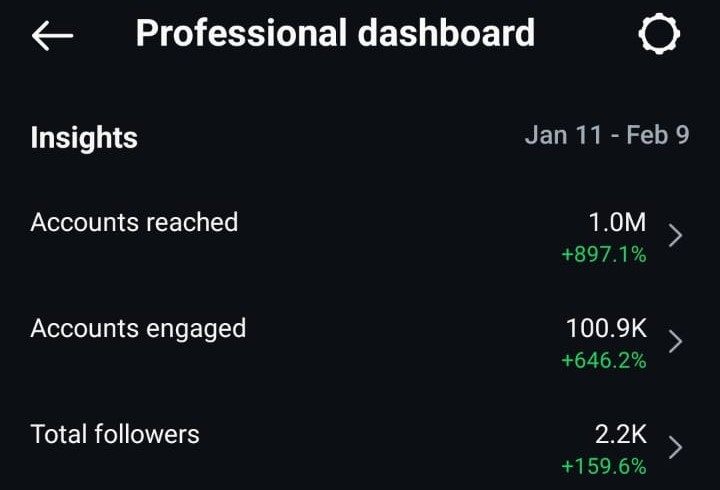 Professional dashboard
Insights
Jan 11 - Feb 9
Accounts reached
1.0M
+897.1%
Accounts engaged
100.9K
+646.2%
Total followers
2.2K
+159.6%